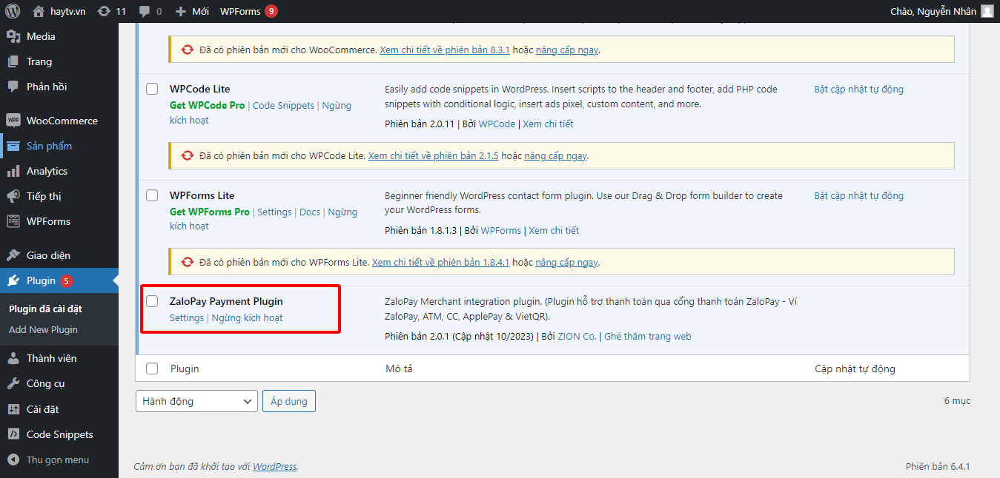 haytv.vn 11 0 Mới WPForms 9 Chào, Nguyễn Nhân
Media
Trang
Phản hồi
WooCommerce
Sản phẩm
Analytics
Tiếp thị
WPForms
Giao diện
Plugin 5
Plugin đã cài đặt
Add New Plugin
Thành viên
Công cụ
Cài đặt
Code Snippets
Thu gọn menu
Đã có phiên bản mới cho WooCommerce. Xem chi tiết về phiên bản 8.3.1 hoặc nâng cấp ngay.
WPCode Lite
Get WPCode Pro | Code Snippets | Ngừng
kích hoạt
Easily add code snippets in WordPress. Insert scripts to the header and footer, add PHP code
snippets with conditional logic, insert ads pixel, custom content, and more.
Phiên bản 2.0.11 | Bởi WPCode | Xem chi tiết
Bật cập nhật tự động
Đã có phiên bản mới cho WPCode Lite. Xem chi tiết về phiên bản 2.1.5 hoặc nâng cấp ngay.
WPForms Lite
Get WPForms Pro | Settings | Docs | Ngừng
kích hoạt
Beginner friendly WordPress contact form plugin. Use our Drag & Drop form builder to create
your WordPress forms.
Phiên bản 1.8.1.3 | Bởi WPForms | Xem chi tiết
Bật cập nhật tự động
Đã có phiên bản mới cho WPForms Lite. Xem chi tiết về phiên bản 1.8.4.1 hoặc nâng cấp ngay.
ZaloPay Payment Plugin
Settings | Ngừng kích hoạt
ZaloPay Merchant integration plugin. (Plugin hỗ trợ thanh toán qua cổng thanh toán ZaloPay - Ví
ZaloPay, ATM, CC, ApplePay & VietQR).
Phiên bản 2.0.1 (Cập nhật 10/2023) | Bởi ZION Co. | Ghé thăm trang web
Plugin Mô tả Cập nhật tự động
Hành động Áp dụng 6 mục
Cảm ơn bạn đã khởi tạo với WordPress. Phiên bản 6.4.1